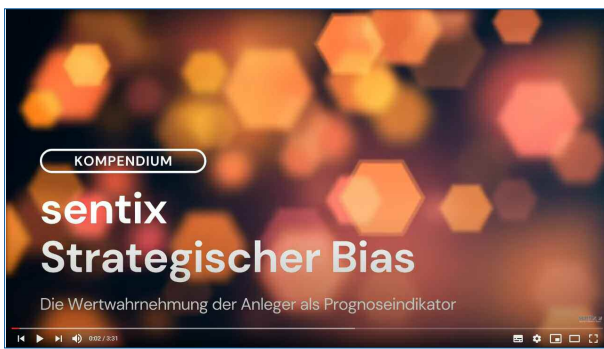 KOMPENDIUM
sentix
Strategischer Bias
Die Wertwahrnehmung der Anleger als Prognoseindikator
0:02 / 3:31